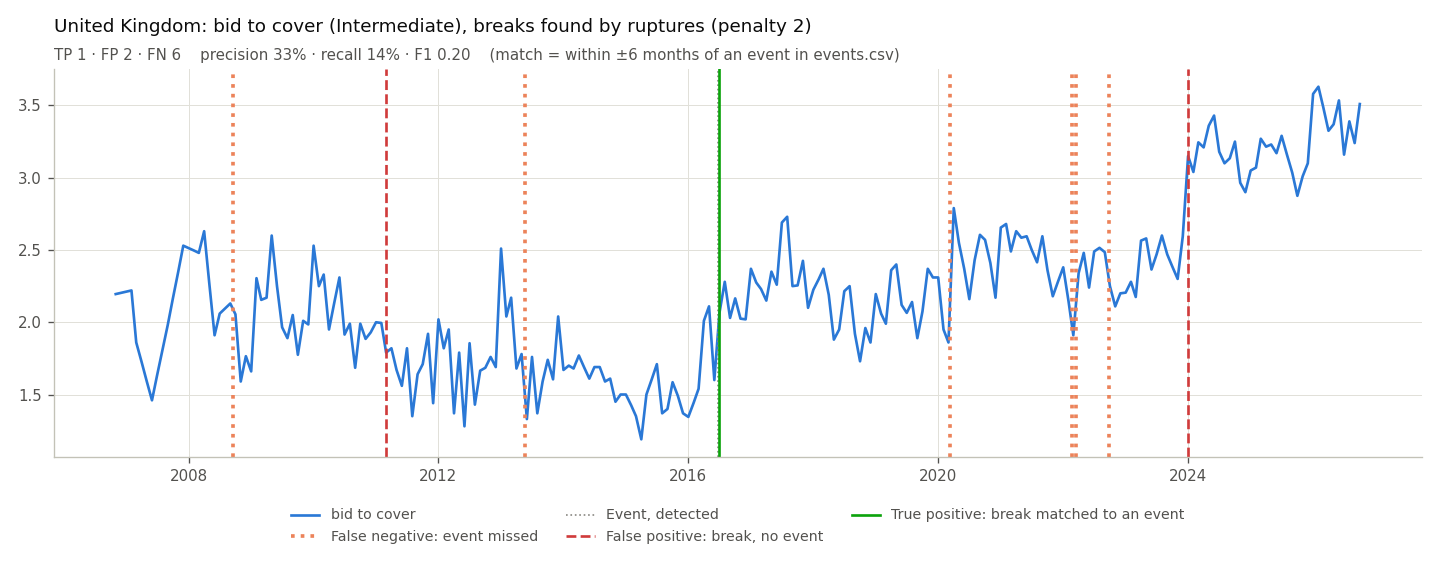 United Kingdom: bid to cover (Intermediate), breaks found by ruptures (penalty 2)
TP 1 · FP 2 · FN 6 precision 33% · recall 14% · F1 0.20 (match = within ±6 months of an event in events.csv)
3.5
3.0
2.5
2.0
1.5
2008 2012 2016 2020 2024
bid to cover Event, detected True positive: break matched to an event
False negative: event missed False positive: break, no event